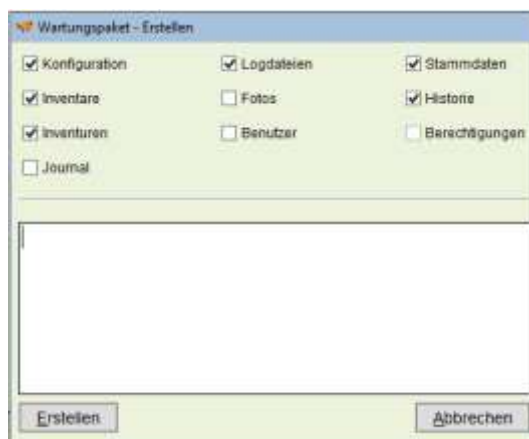 Wartungspaket - Erstellen
Konfiguration Logdateien Stammdaten
Inventare Fotos Historie
Inventuren Benutzer Berechtigungen
Journal
Erstellen Abbrechen